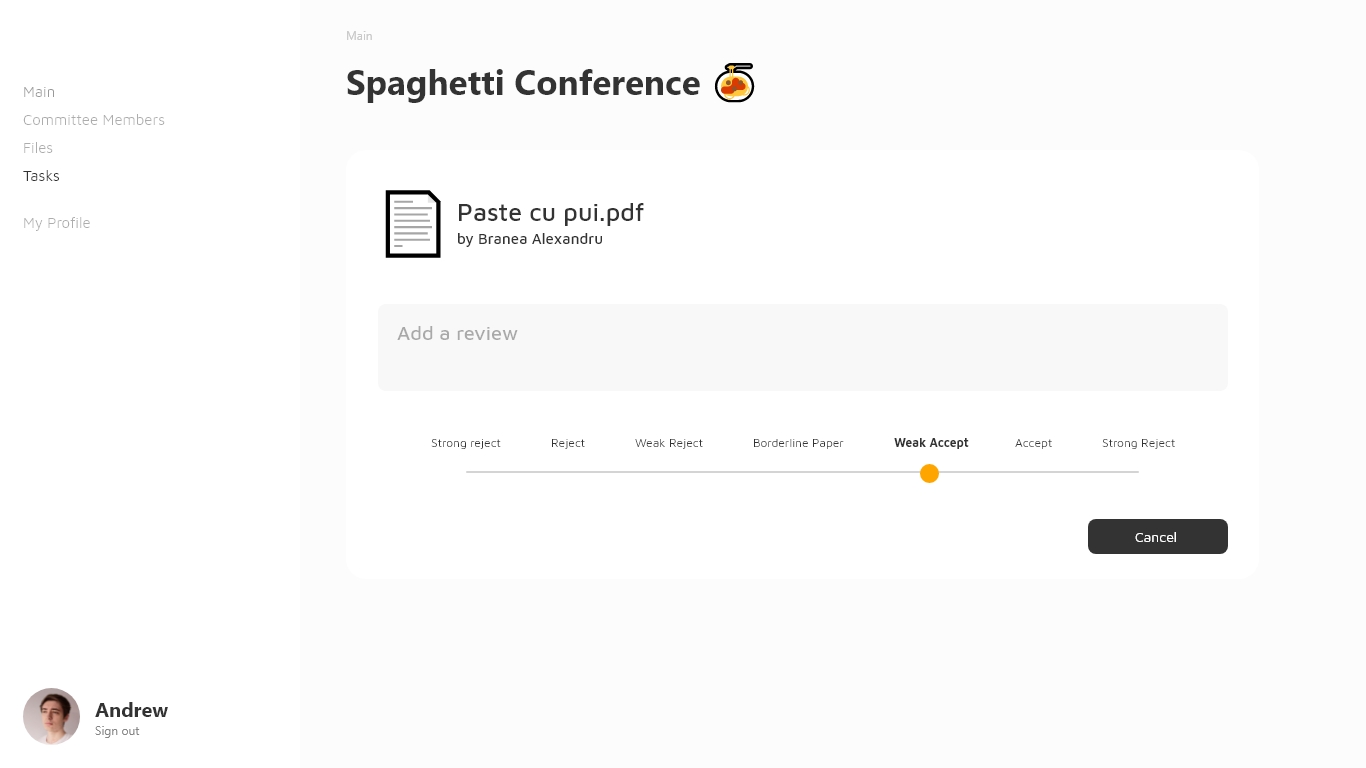 Main
Committee Members
Files
Tasks
My Profile
Andrew
Sign out
Main
Spaghetti Conference
Paste cu pui.pdf
by Branea Alexandru
Add a review
Strong reject Reject Weak Reject Borderline Paper Weak Accept Accept Strong Reject
Cancel